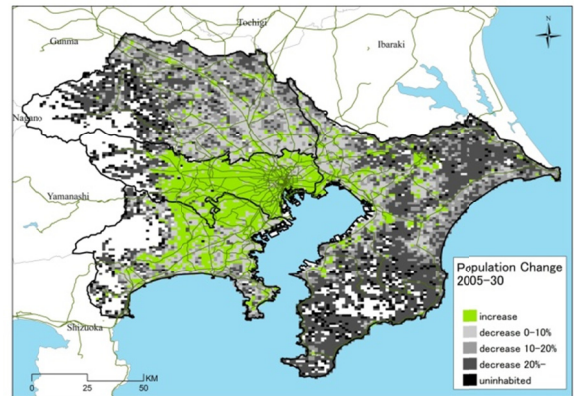 Tochigi
Gunma
Ibaraki
N
Nagano
Yamanashi
Shizuoka
Population Change
2005-30
increase
decrease 0-10%
decrease 10-20%
decrease 20%-
uninhabited
KM
0 25 50